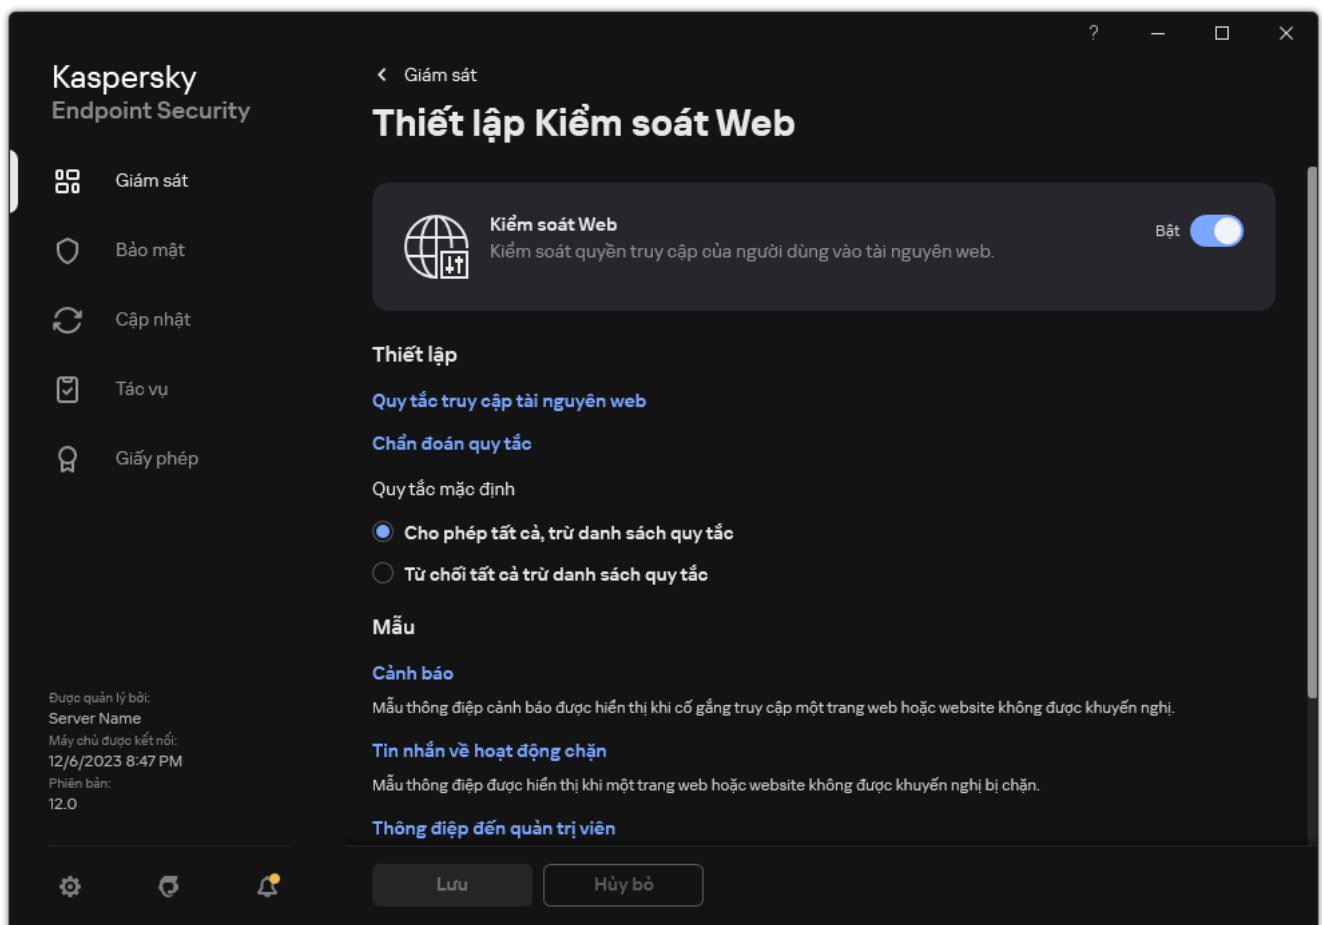 ?
Kaspersky
Endpoint Security
Giám sát
Bảo mật
Cập nhật
Tác vụ
Giấy phép
Được quản lý bởi:
Server Name
Máy chủ được kết nối:
12/6/2023 8:47 PM
Phiên bản:
12.0
Giám sát
Thiết lập Kiểm soát Web
Kiểm soát Web
Kiểm soát quyền truy cập của người dùng vào tài nguyên web.
Bật
Thiết lập
Quy tắc truy cập tài nguyên web
Chẩn đoán quy tắc
Quy tắc mặc định
Cho phép tất cả, trừ danh sách quy tắc
Từ chối tất cả trừ danh sách quy tắc
Mẫu
Cảnh báo
Mẫu thông điệp cảnh báo được hiển thị khi cố gắng truy cập một trang web hoặc website không được khuyến nghị.
Tin nhắn về hoạt động chặn
Mẫu thông điệp được hiển thị khi một trang web hoặc website không được khuyến nghị bị chặn.
Thông điệp đến quản trị viên
Lưu
Hủy bỏ